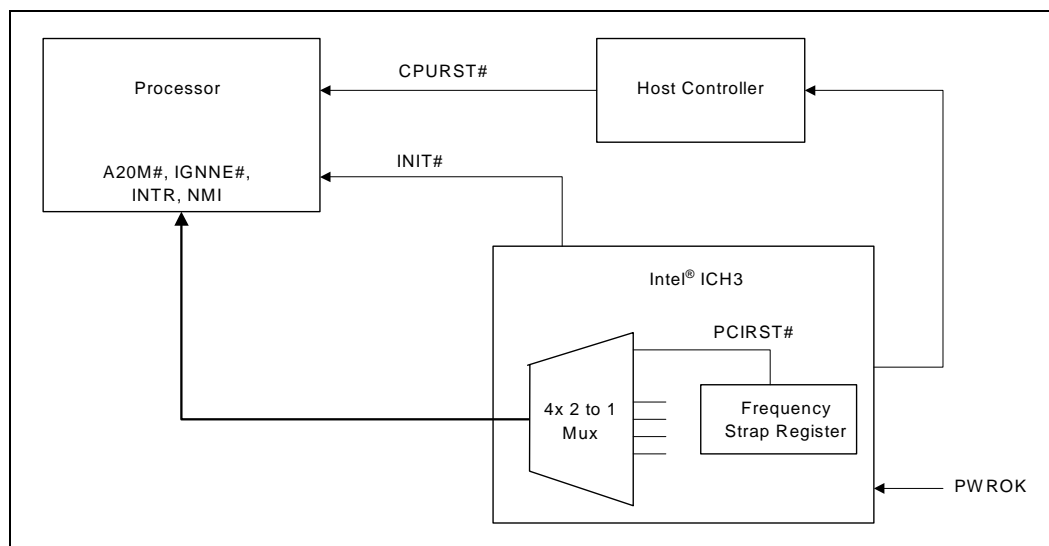 Processor
CPURST#
Host Controller
INIT#
A20M#, IGNNE#,
INTR, NMI
Intel® ICH3
PCIRST#
4x 2 to 1
Mux
Frequency
Strap Register
PWROK